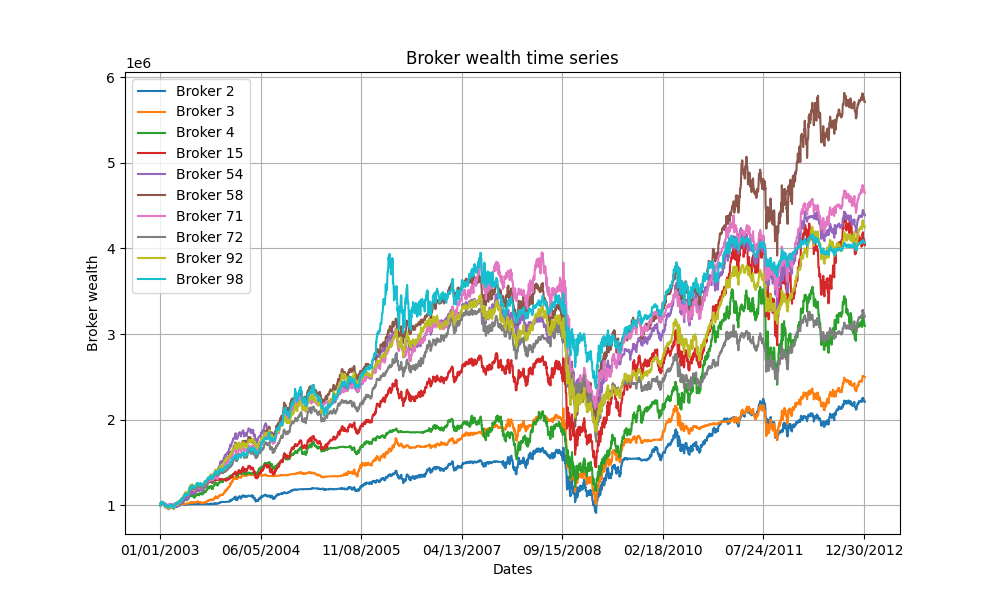 Broker wealth time series
1e6
6
5
4
3
2
1
Broker wealth
Broker 2
Broker 3
Broker 4
Broker 15
Broker 54
Broker 58
Broker 71
Broker 72
Broker 92
Broker 98
01/01/2003 06/05/2004 11/08/2005 04/13/2007 09/15/2008 02/18/2010 07/24/2011 12/30/2012
Dates